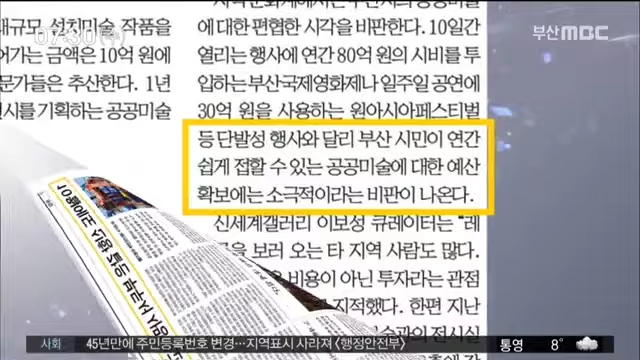 07:30
부산MBC
대규모 설치미술 작품을
어가는 금액은 10억 원에
문가들은 추산한다. 1년
시를 기획하는 공공미술
에 대한 편협한 시각을 비판한다. 10일간
열리는 행사에 연간 80억 원의 시비를 투
입하는 부산국제영화제나 일주일 공연에
30억 원을 사용하는 원아시아페스티벌
등 단발성 행사와 달리 부산 시민이 연간
쉽게 접할 수 있는 공공미술에 대한 예산
확보에는 소극적이라는 비판이 나온다.
신세계갤러리 이보성 큐레이터는 “레
보러 오는 타 지역 사람도 많다.
비용이 아닌 투자라는 관점
지적했다. 한편 지난
사회 45년만에 주민등록번호 변경…지역표시 사라져 <행정안전부>
통영 8°